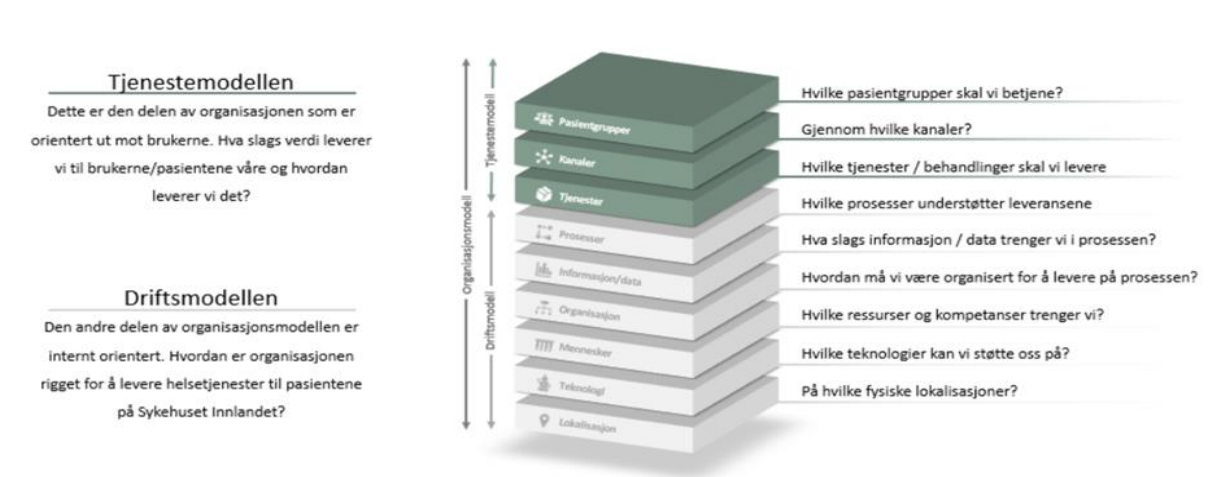 Tjenestemodellen
Dette er den delen av organisasjonen som er
orientert ut mot brukerne. Hva slags verdi leverer
vi til brukerne/pasientene våre og hvordan
leverer vi det?
Driftsmodellen
Den andre delen av organisasjonsmodellen er
internt orientert. Hvordan er organisasjonen
rigget for å levere helsetjenester til pasientene
på Sykehuset Innlandet?
Organisasjonsmodell
Tjenestemodell
Driftsmodell
Pasientgrupper
Kanaler
Tjenester
Prosesser
Informasjon/data
Organisasjon
Mennesker
Teknologi
Lokalisasjon
Hvilke pasientgrupper skal vi betjene?
Gjennom hvilke kanaler?
Hvilke tjenester / behandlinger skal vi levere
Hvilke prosesser understøtter leveransene
Hva slags informasjon / data trenger vi i prosessen?
Hvordan må vi være organisert for å levere på prosessen?
Hvilke ressurser og kompetanser trenger vi?
Hvilke teknologier kan vi støtte oss på?
På hvilke fysiske lokalisasjoner?